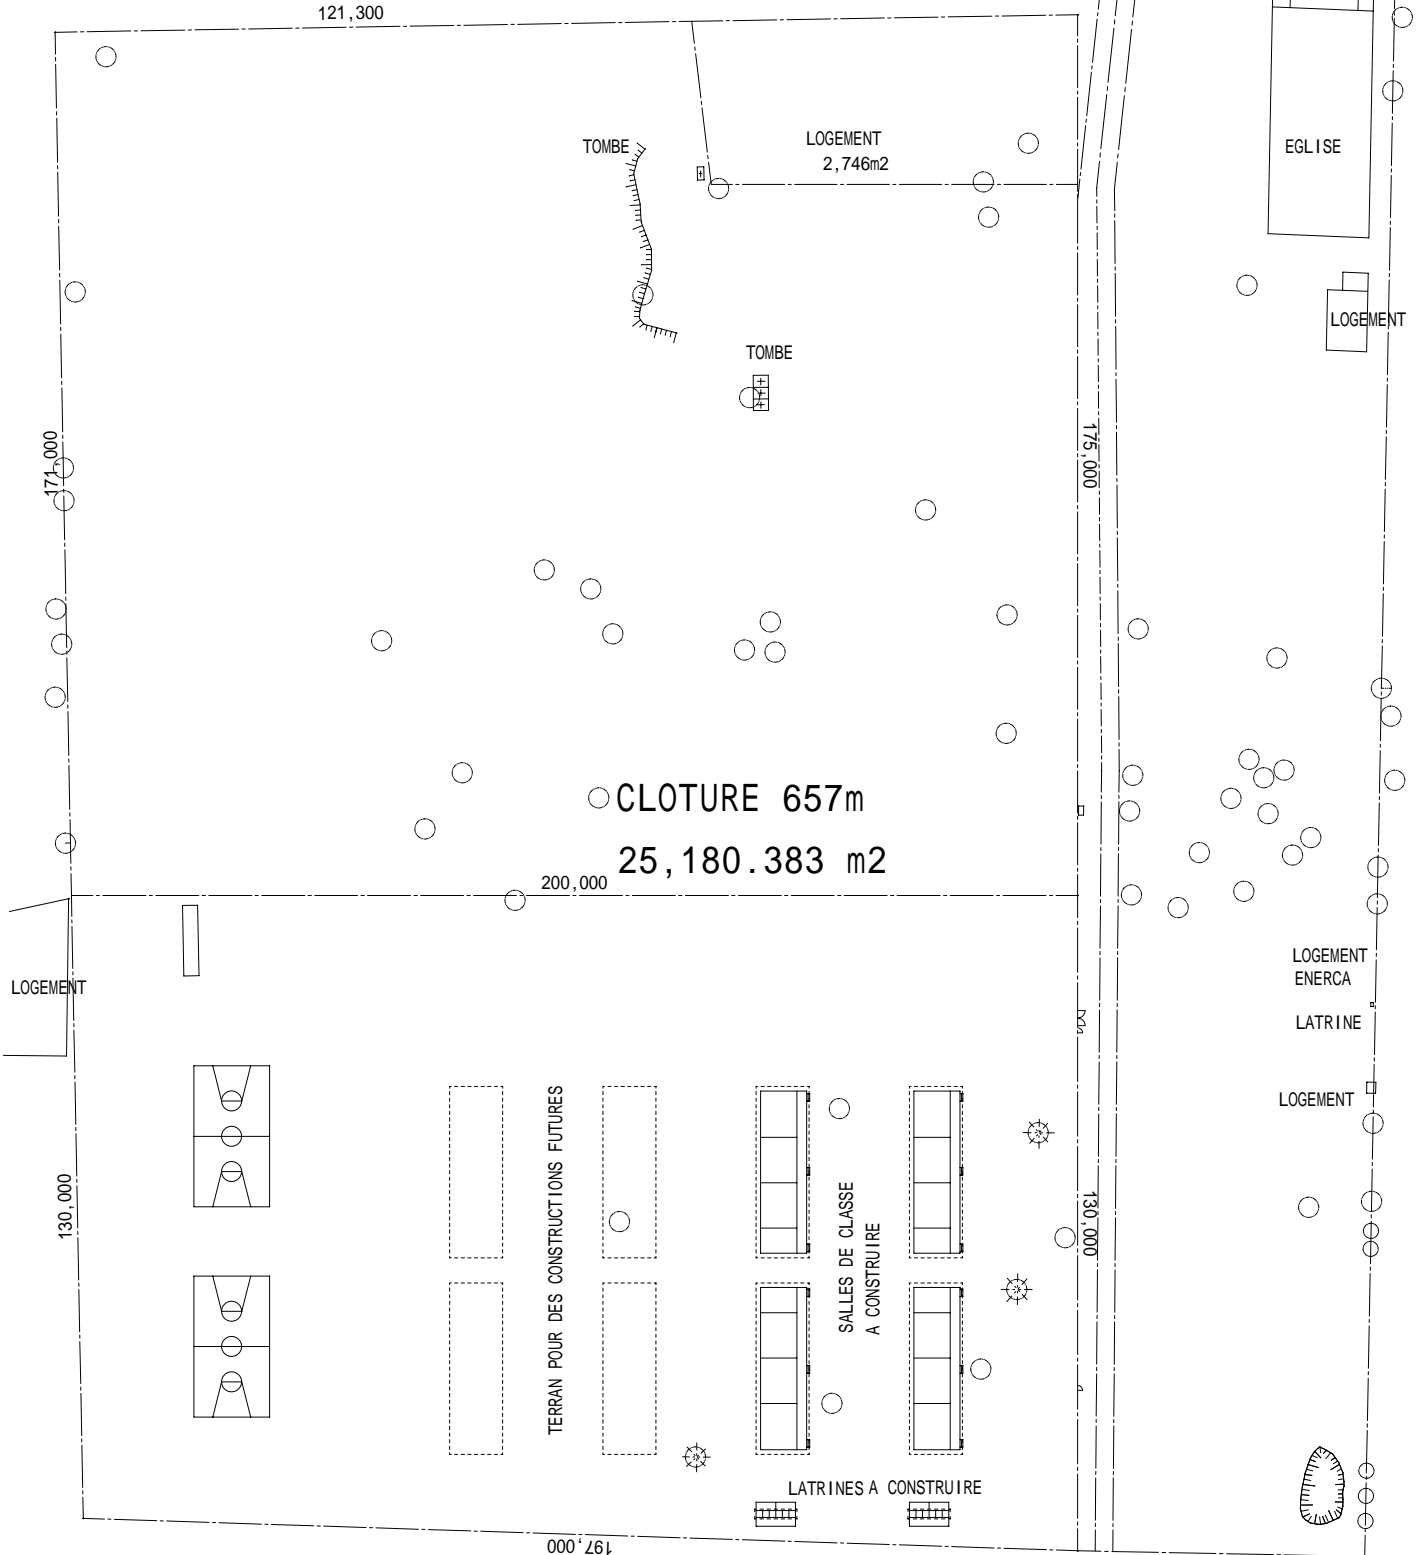 121,300
TOMBE
LOGEMENT
2,746m2
EGLISE
LOGEMENT
TOMBE
171,000
175,000
CLOTURE 657m
25,180.383 m2
200,000
LOGEMENT
LOGEMENT
ENERCA
LATRINE
LOGEMENT
130,000
TERRAN POUR DES CONSTRUCTIONS FUTURES
SALLES DE CLASSE
A CONSTRUIRE
130,000
LATRINES A CONSTRUIRE
197,000